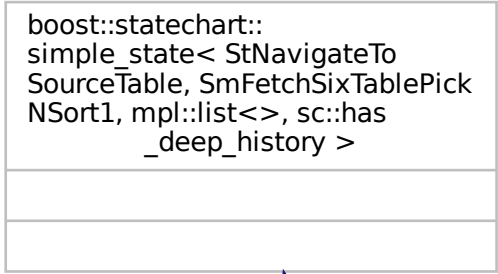 boost::statechart::
simple_state< StNavigateTo
SourceTable, SmFetchSixTablePick
NSort1, mpl::list<>, sc::has
_deep_history >